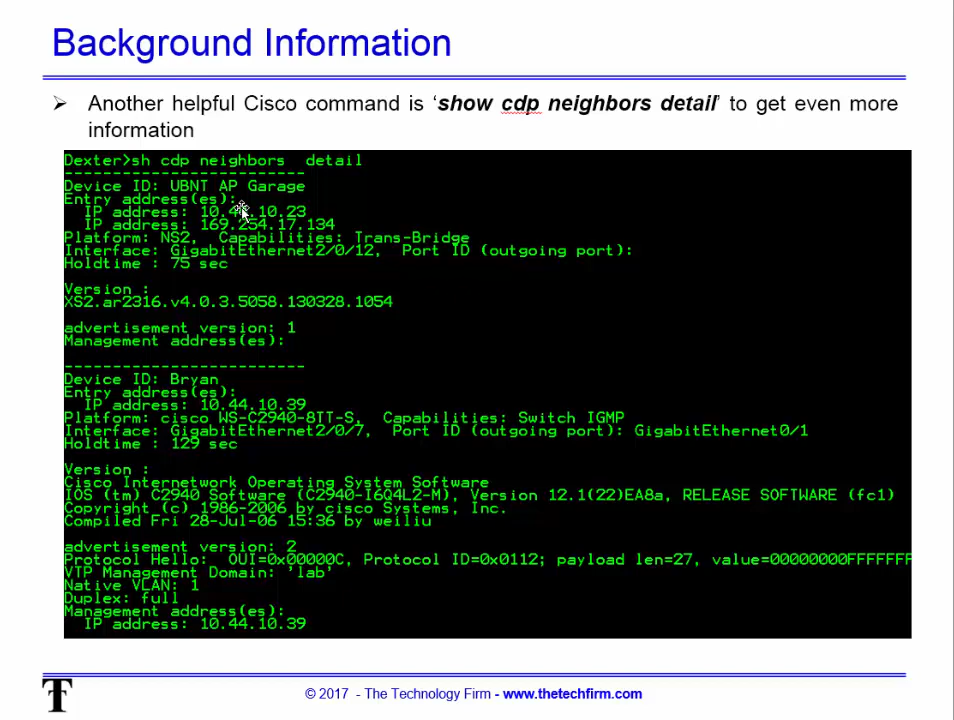 Background Information
Another helpful Cisco command is ‘show cdp neighbors detail’ to get even more
information
Dexter>sh cdp neighbors  detail
-------------------------
Device ID: UBNT AP Garage
Entry address(es):
  IP address: 10.44.10.23
  IP address: 169.254.17.134
Platform: NS2,  Capabilities: Trans-Bridge
Interface: GigabitEthernet2/0/12,  Port ID (outgoing port):
Holdtime : 75 sec
Version :
XS2.ar2316.v4.0.3.5058.130328.1054
advertisement version: 1
Management address(es):
-------------------------
Device ID: Bryan
Entry address(es):
  IP address: 10.44.10.39
Platform: cisco WS-C2940-8TT-S,  Capabilities: Switch IGMP
Interface: GigabitEthernet2/0/7,  Port ID (outgoing port): GigabitEthernet0/1
Holdtime : 129 sec
Version :
Cisco Internetwork Operating System Software
IOS (tm) C2940 Software (C2940-I6Q4L2-M), Version 12.1(22)EA8a, RELEASE SOFTWARE (fc1)
Copyright (c) 1986-2006 by cisco Systems, Inc.
Compiled Fri 28-Jul-06 15:36 by weiliu
advertisement version: 2
Protocol Hello:  OUI=0x00000C, Protocol ID=0x0112; payload len=27, value=00000000FFFFFFF
VTP Management Domain: 'lab'
Native VLAN: 1
Duplex: full
Management address(es):
  IP address: 10.44.10.39
T
© 2017 - The Technology Firm - www.thetechfirm.com